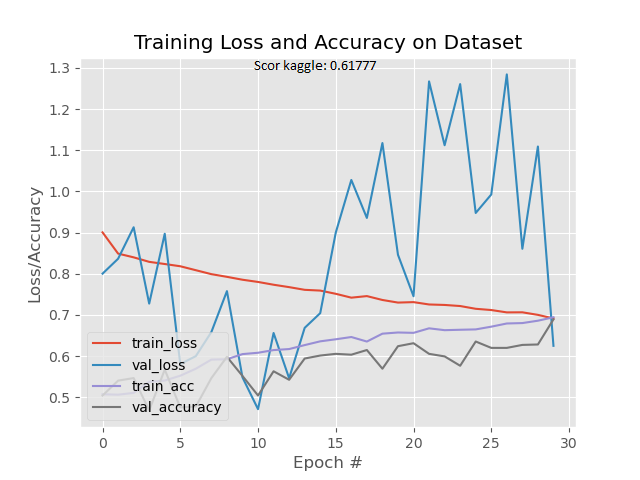 Training Loss and Accuracy on Dataset
Scor kaggle: 0.61777
1.3
1.2
1.1
1.0
0.9
0.8
0.7
0.6
0.5
Loss/Accuracy
train_loss
val_loss
train_acc
val_accuracy
0 5 10 15 20 25 30
Epoch #